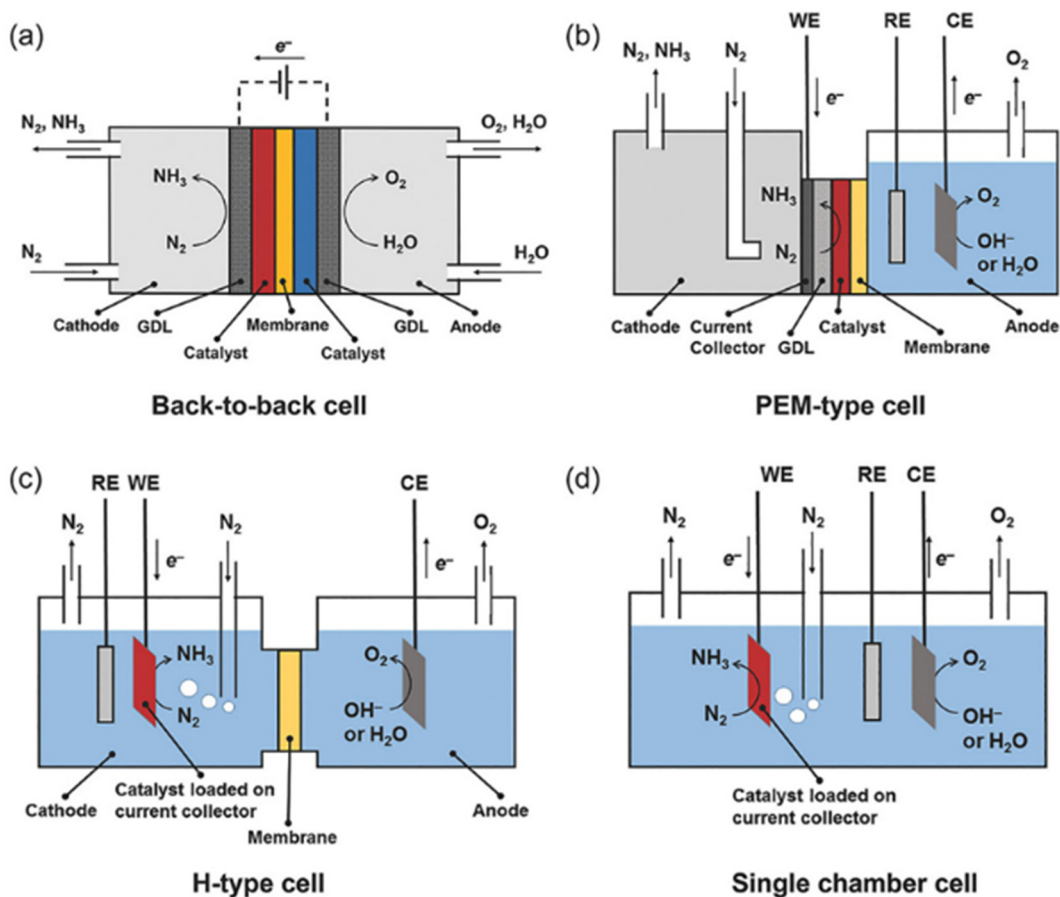 (a)
e⁻
N₂, NH₃
O₂, H₂O
NH₃
O₂
N₂
H₂O
N₂
H₂O
Cathode
GDL
Membrane
GDL
Anode
Catalyst
Catalyst
Back-to-back cell
(b)
WE
RE
CE
N₂, NH₃
N₂
O₂
e⁻
e⁻
NH₃
O₂
N₂
OH⁻
or H₂O
Cathode
Current
Collector
Catalyst
Anode
GDL
Membrane
PEM-type cell
(c)
RE WE
CE
N₂
N₂
O₂
e⁻
e⁻
NH₃
O₂
N₂
OH⁻
or H₂O
Cathode
Catalyst loaded on
current collector
Anode
Membrane
H-type cell
(d)
WE
RE
CE
N₂
N₂
O₂
e⁻
e⁻
NH₃
O₂
N₂
OH⁻
or H₂O
Catalyst loaded on
current collector
Single chamber cell